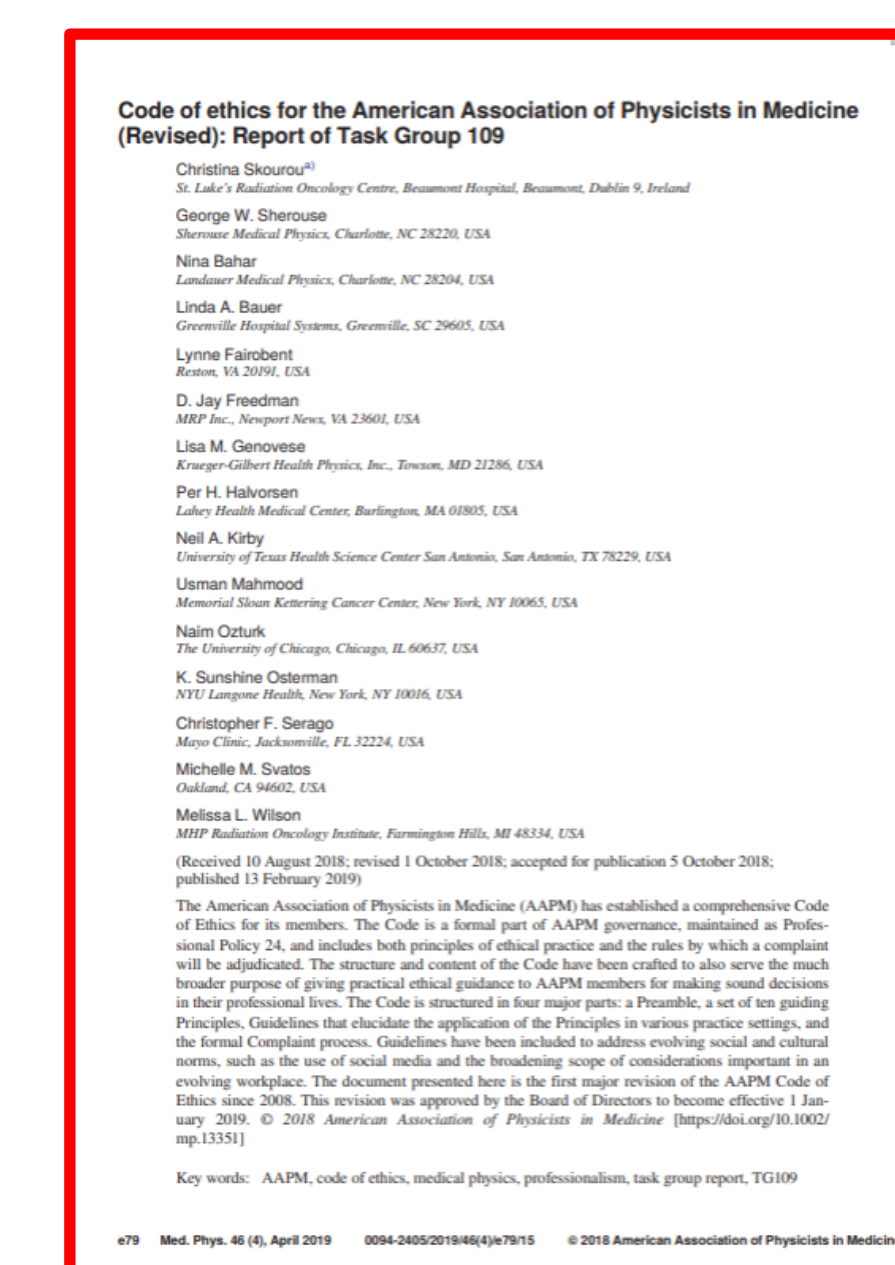 Code of ethics for the American Association of Physicists in Medicine
(Revised): Report of Task Group 109
Christina Skouroua)
St. Luke's Radiation Oncology Centre, Beaumont Hospital, Beaumont, Dublin 9, Ireland
George W. Sherouse
Sherouse Medical Physics, Charlotte, NC 28220, USA
Nina Bahar
Landauer Medical Physics, Charlotte, NC 28204, USA
Linda A. Bauer
Greenville Hospital Systems, Greenville, SC 29605, USA
Lynne Fairobent
Reston, VA 20191, USA
D. Jay Freedman
MRP Inc., Newport News, VA 23601, USA
Lisa M. Genovese
Krueger-Gilbert Health Physics, Inc., Towson, MD 21286, USA
Per H. Halvorsen
Lahey Health Medical Center, Burlington, MA 01805, USA
Neil A. Kirby
University of Texas Health Science Center San Antonio, San Antonio, TX 78229, USA
Usman Mahmood
Memorial Sloan Kettering Cancer Center, New York, NY 10065, USA
Naim Ozturk
The University of Chicago, Chicago, IL 60637, USA
K. Sunshine Osterman
NYU Langone Health, New York, NY 10016, USA
Christopher F. Serago
Mayo Clinic, Jacksonville, FL 32224, USA
Michelle M. Svatos
Oakland, CA 94602, USA
Melissa L. Wilson
MHP Radiation Oncology Institute, Farmington Hills, MI 48334, USA
(Received 10 August 2018; revised 1 October 2018; accepted for publication 5 October 2018;
published 13 February 2019)
The American Association of Physicists in Medicine (AAPM) has established a comprehensive Code
of Ethics for its members. The Code is a formal part of AAPM governance, maintained as Profes-
sional Policy 24, and includes both principles of ethical practice and the rules by which a complaint
will be adjudicated. The structure and content of the Code have been crafted to also serve the much
broader purpose of giving practical ethical guidance to AAPM members for making sound decisions
in their professional lives. The Code is structured in four major parts: a Preamble, a set of ten guiding
Principles, Guidelines that elucidate the application of the Principles in various practice settings, and
the formal Complaint process. Guidelines have been included to address evolving social and cultural
norms, such as the use of social media and the broadening scope of considerations important in an
evolving workplace. The document presented here is the first major revision of the AAPM Code of
Ethics since 2008. This revision was approved by the Board of Directors to become effective 1 Jan-
uary 2019. © 2018 American Association of Physicists in Medicine [https://doi.org/10.1002/
mp.13351]
Key words: AAPM, code of ethics, medical physics, professionalism, task group report, TG109
e79 Med. Phys. 46 (4), April 2019 0094-2405/2019/46(4)/e79/15 © 2018 American Association of Physicists in Medicin